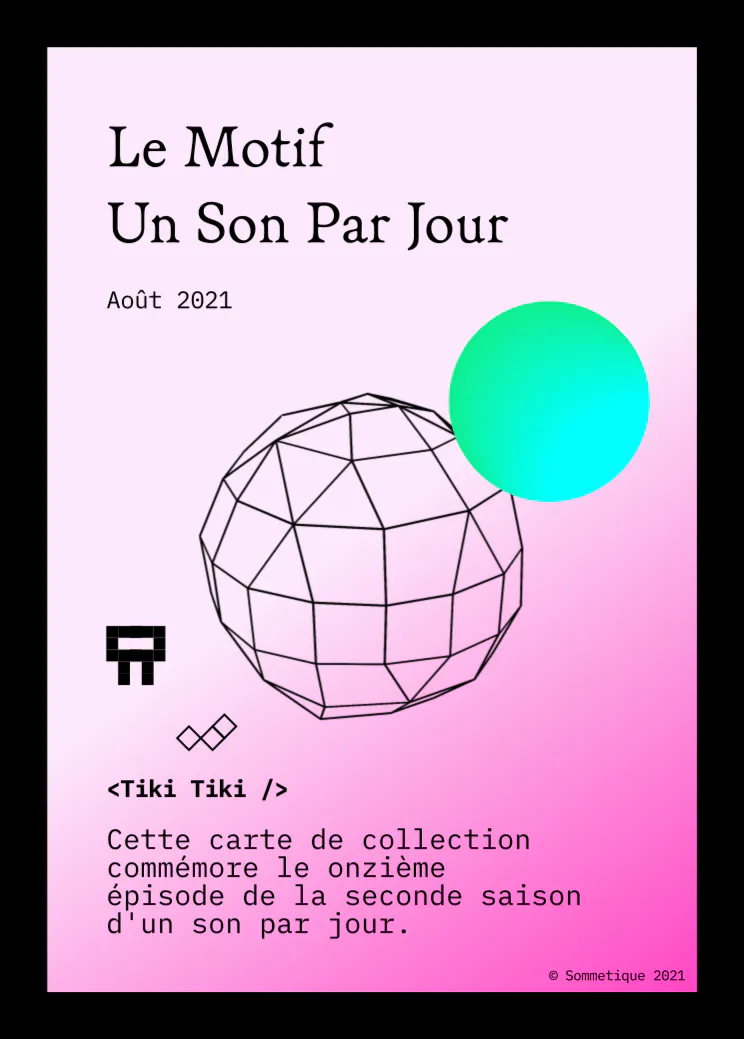 Le Motif
Un Son Par Jour
Août 2021
<Tiki Tiki />
Cette carte de collection
commémore le onzième
épisode de la seconde saison
d'un son par jour.
© Sommetique 2021